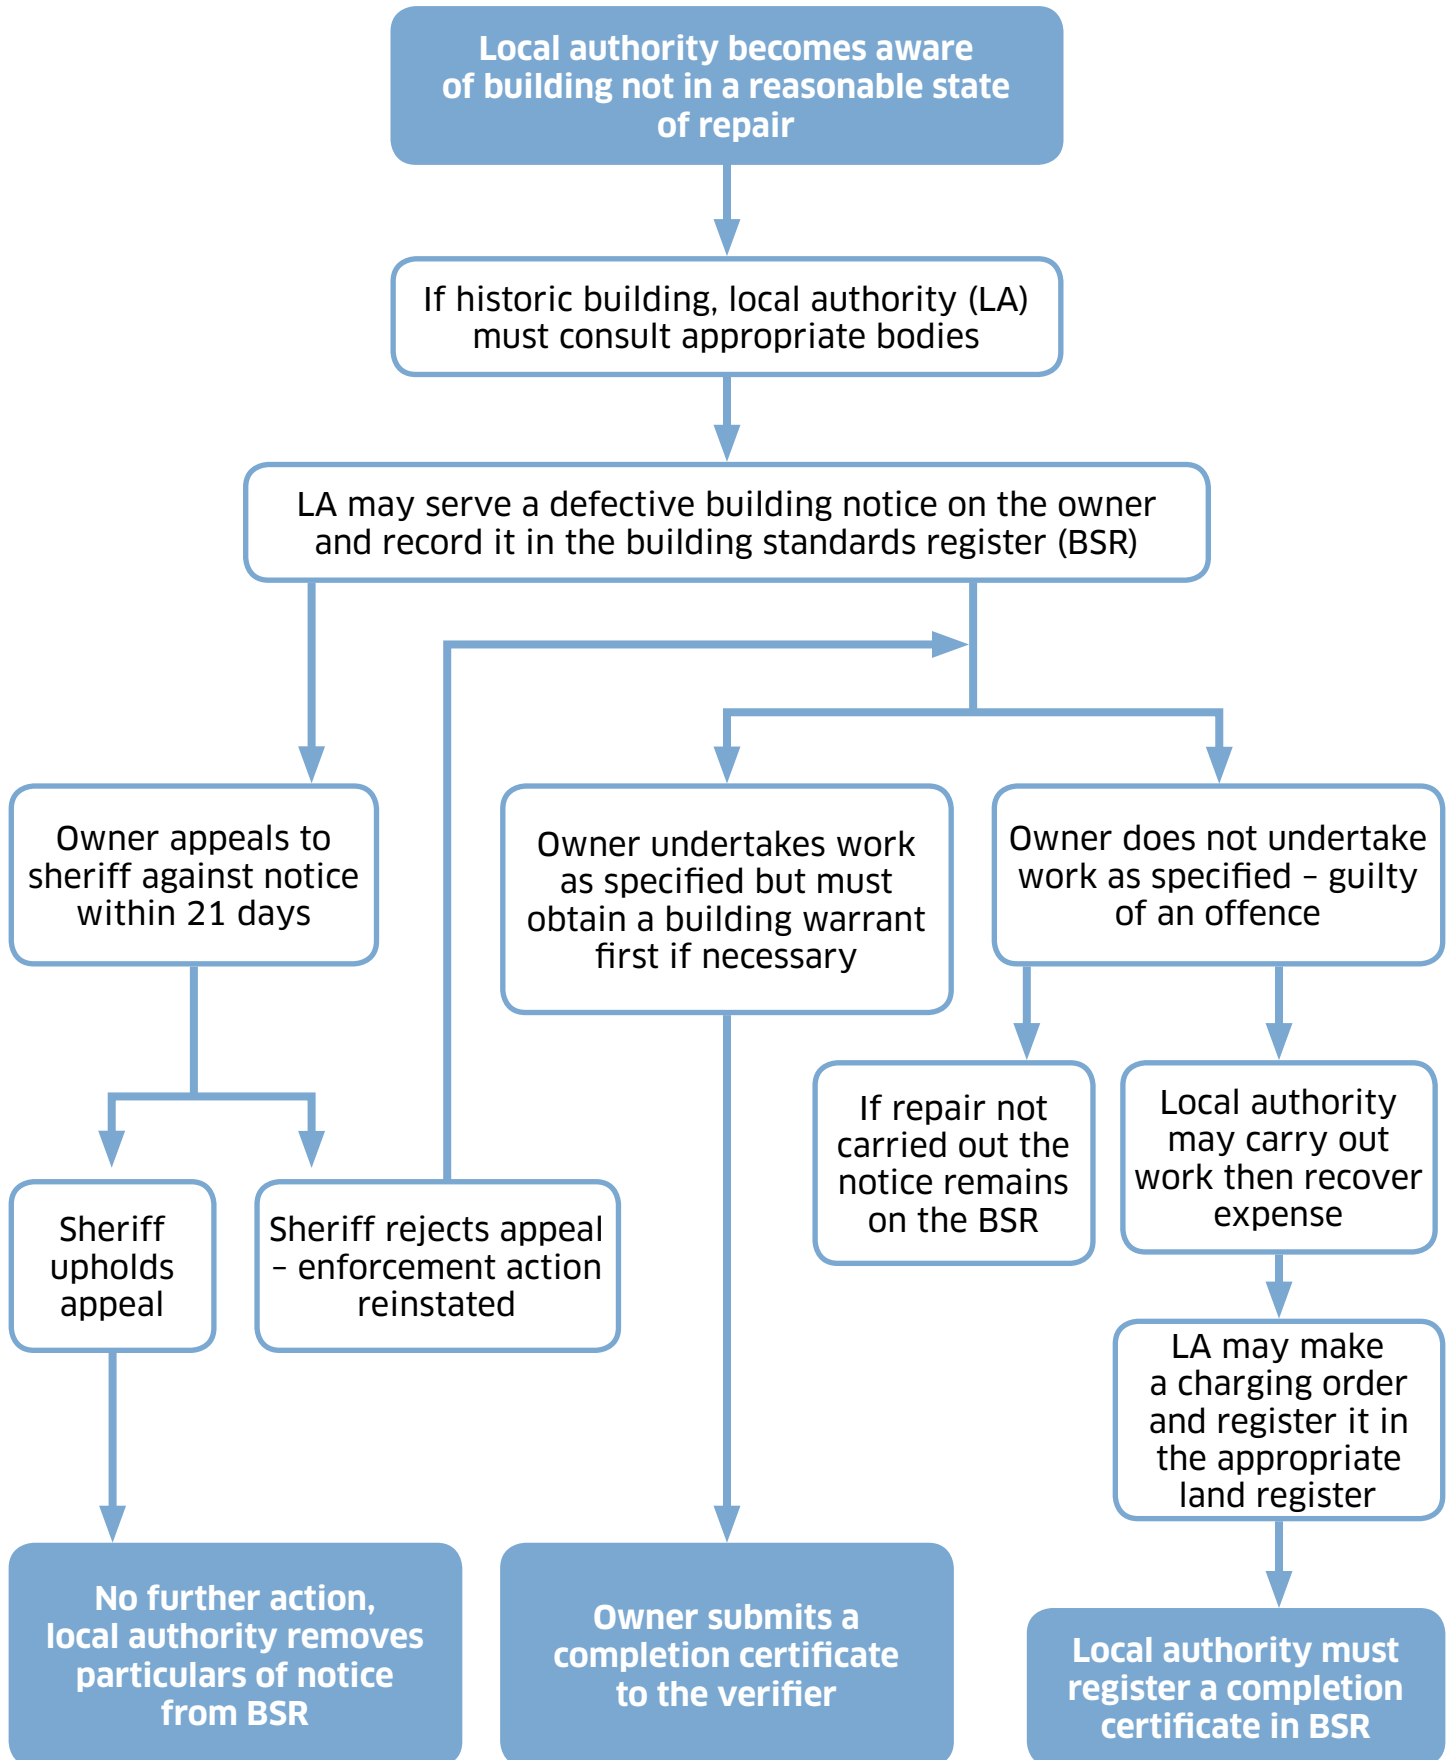 Local authority becomes aware
of building not in a reasonable state
of repair
If historic building, local authority (LA)
must consult appropriate bodies
LA may serve a defective building notice on the owner
and record it in the building standards register (BSR)
Owner appeals to
sheriff against notice
within 21 days
Owner undertakes work
as specified but must
obtain a building warrant
first if necessary
Owner does not undertake
work as specified – guilty
of an offence
If repair not
carried out the
notice remains
on the BSR
Local authority
may carry out
work then recover
expense
Sheriff
upholds
appeal
Sheriff rejects appeal
– enforcement action
reinstated
LA may make
a charging order
and register it in
the appropriate
land register
No further action,
local authority removes
particulars of notice
from BSR
Owner submits a
completion certificate
to the verifier
Local authority must
register a completion
certificate in BSR